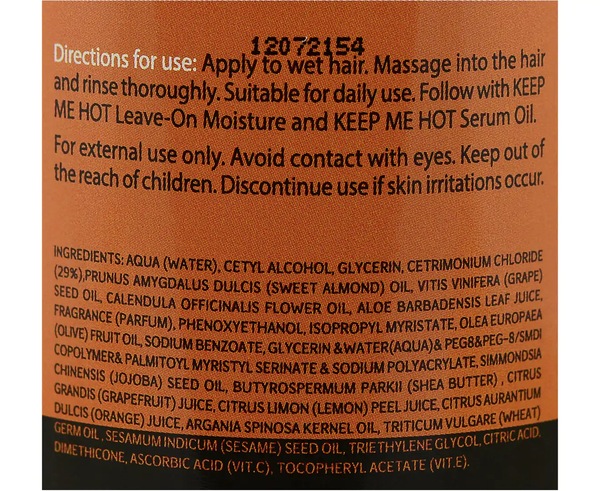 12072154
Directions for use: Apply to wet hair. Massage into the hair
and rinse thoroughly. Suitable for daily use. Follow with KEEP
ME HOT Leave-On Moisture and KEEP ME HOT Serum Oil.
For external use only. Avoid contact with eyes. Keep out of
the reach of children. Discontinue use if skin irritations occur.
INGREDIENTS: AQUA (WATER), CETYL ALCOHOL, GLYCERIN, CETRIMONIUM CHLORIDE
(29%),PRUNUS AMYGDALUS DULCIS (SWEET ALMOND) OIL, VITIS VINIFERA (GRAPE)
SEED OIL, CALENDULA OFFICINALIS FLOWER OIL, ALOE BARBADENSIS LEAF JUICE,
FRAGRANCE (PARFUM), PHENOXYETHANOL, ISOPROPYL MYRISTATE, OLEA EUROPAEA
(OLIVE) FRUIT OIL, SODIUM BENZOATE, GLYCERIN &WATER(AQUA)& PEG8&PEG-8/SMDI
COPOLYMER& PALMITOYL MYRISTYL SERINATE & SODIUM POLYACRYLATE, SIMMONDSIA
CHINENSIS (JOJOBA) SEED OIL, BUTYROSPERMUM PARKII (SHEA BUTTER) , CITRUS
GRANDIS (GRAPEFRUIT) JUICE, CITRUS LIMON (LEMON) PEEL JUICE, CITRUS AURANTIUM
DULCIS (ORANGE) JUICE, ARGANIA SPINOSA KERNEL OIL, TRITICUM VULGARE (WHEAT)
GERM OIL , SESAMUM INDICUM (SESAME) SEED OIL, TRIETHYLENE GLYCOL, CITRIC ACID,
DIMETHICONE, ASCORBIC ACID (VIT.C), TOCOPHERYL ACETATE (VIT.E).